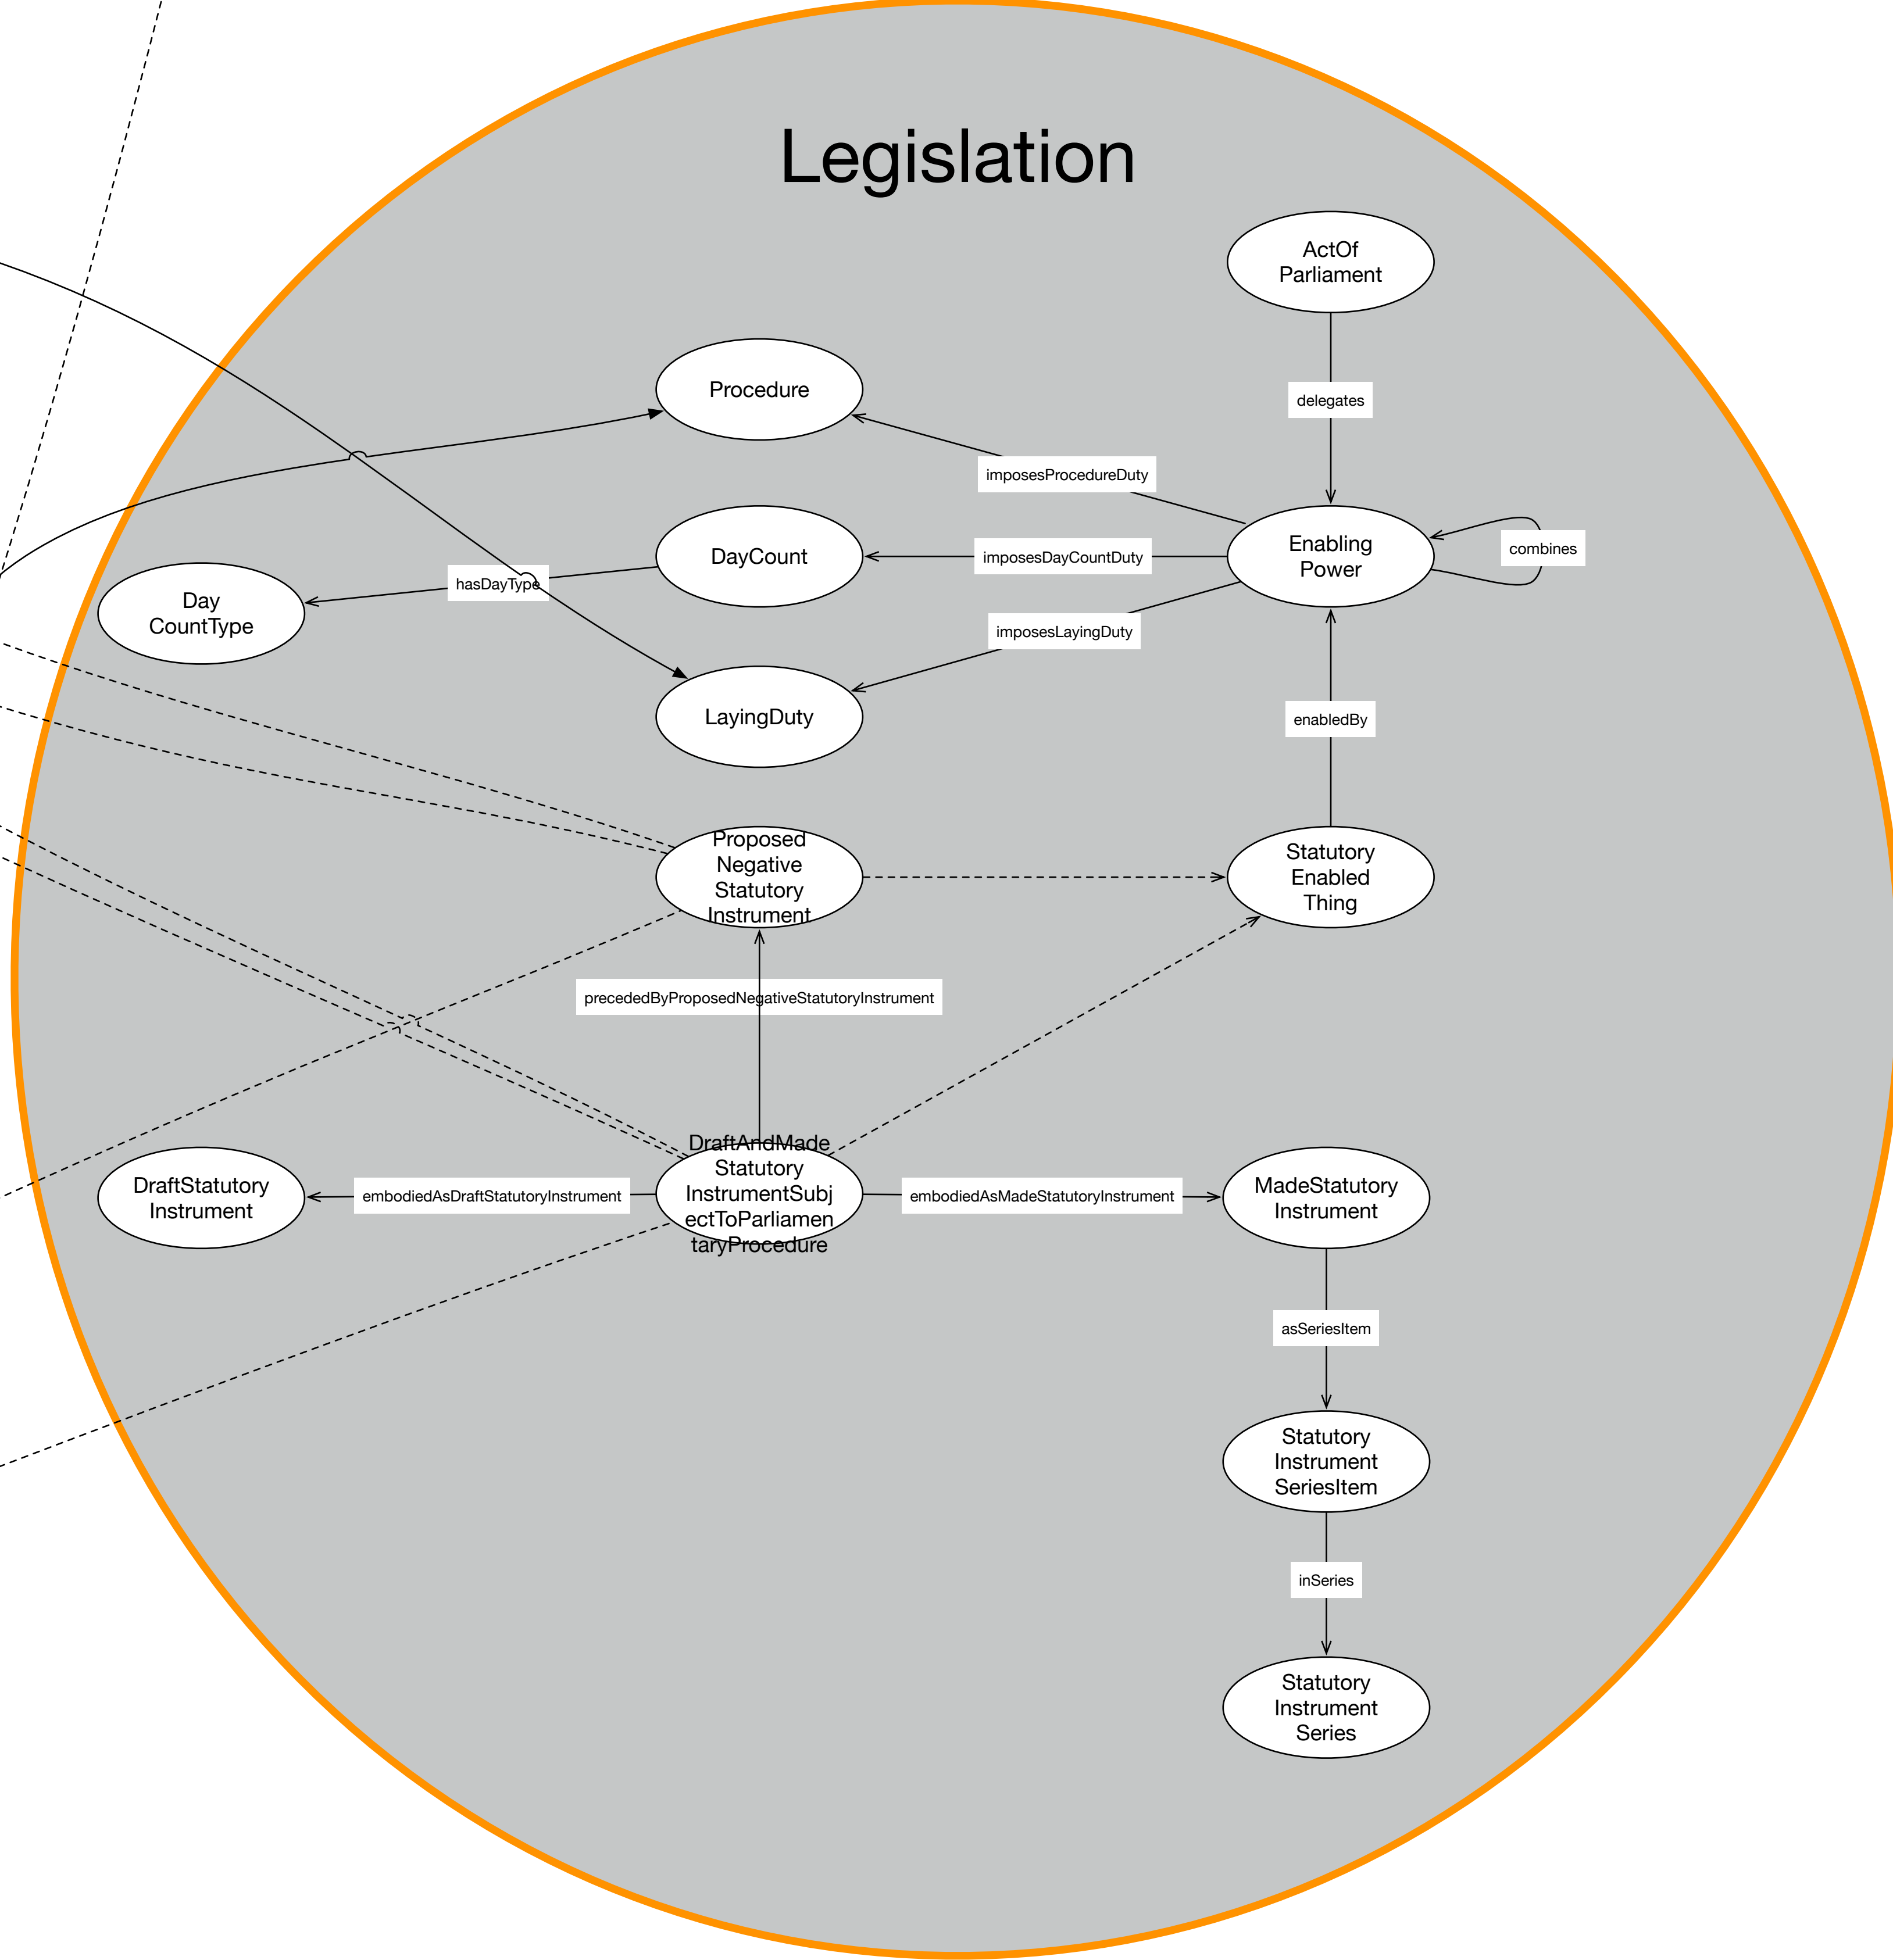 Legislation
ActOf
Parliament
delegates
Procedure
imposesProcedureDuty
Enabling
Power
combines
DayCount
imposesDayCountDuty
hasDayType
Day
CountType
imposesLayingDuty
LayingDuty
enabledBy
Proposed
Negative
Statutory
Instrument
Statutory
Enabled
Thing
precededByProposedNegativeStatutoryInstrument
DraftAndMade
Statutory
InstrumentSubj
ectToParliamen
taryProcedure
DraftStatutory
Instrument
embodiedAsDraftStatutoryInstrument
embodiedAsMadeStatutoryInstrument
MadeStatutory
Instrument
asSeriesItem
Statutory
Instrument
SeriesItem
inSeries
Statutory
Instrument
Series